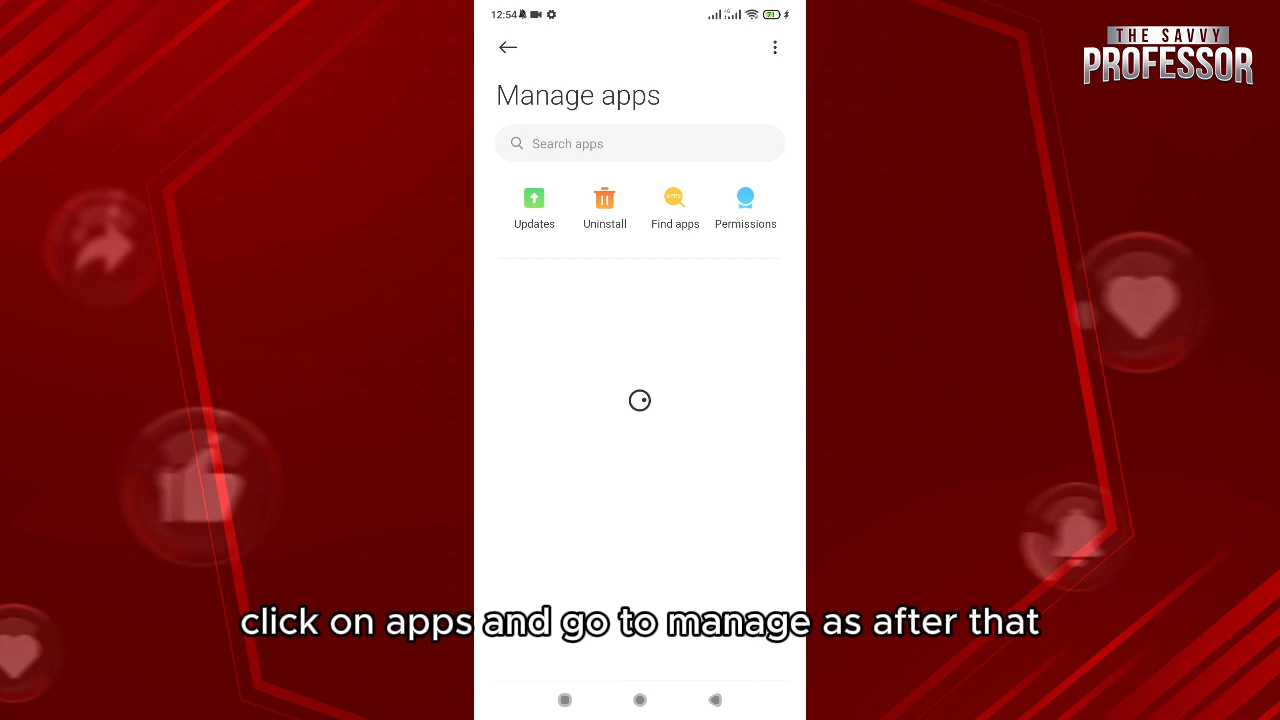 12:54
THE SAVVY
PROFESSOR
Manage apps
Search apps
APPS
Updates Uninstall Find apps Permissions
click on apps and go to manage as after that